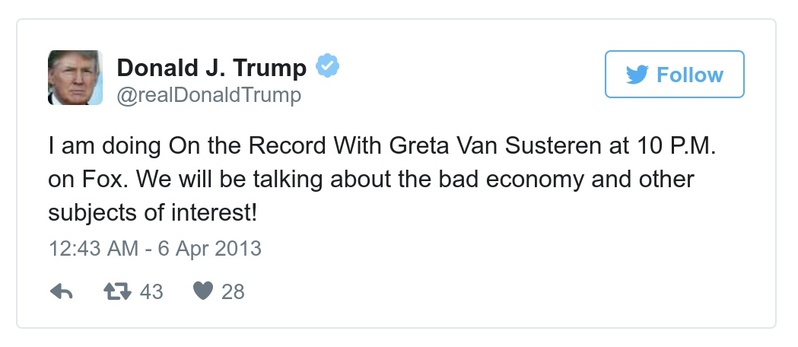 Donald J. Trump
@realDonaldTrump
Follow
I am doing On the Record With Greta Van Susteren at 10 P.M.
on Fox. We will be talking about the bad economy and other
subjects of interest!
12:43 AM - 6 Apr 2013
43 28